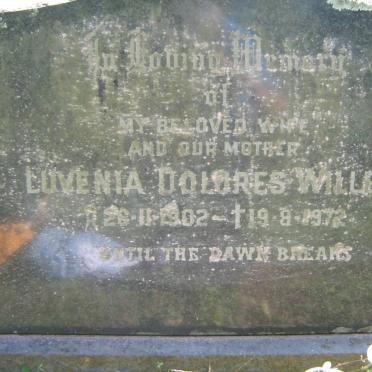 In Loving Memory
of
MY BELOVED WIFE
AND OUR MOTHER
LUVENIA DOLORES
26·11·1902 – †19·8·1972
UNTIL THE DAWN BREAKS